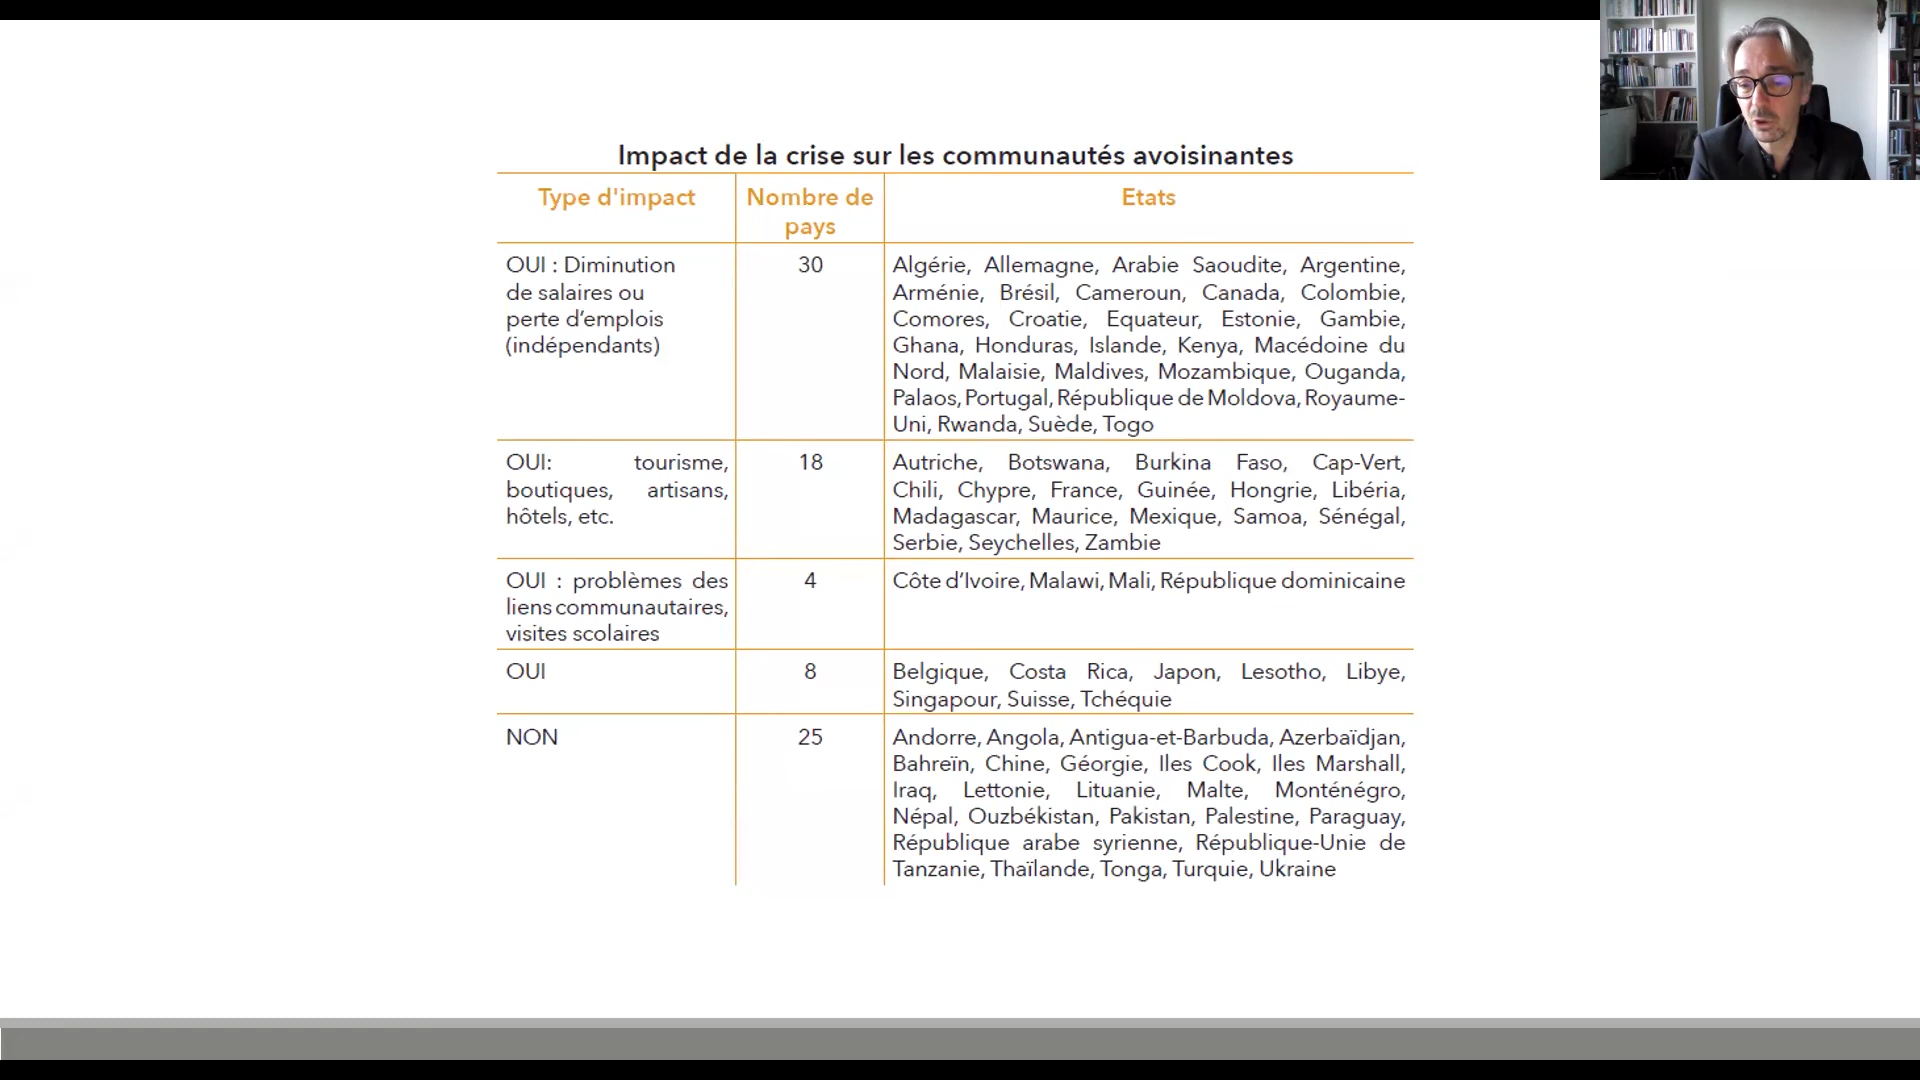 Impact de la crise sur les communautés avoisinantes
Type d'impact
Nombre de
pays
Etats
OUI : Diminution
de salaires ou
perte d’emplois
(indépendants)
30
Algérie, Allemagne, Arabie Saoudite, Argentine,
Arménie, Brésil, Cameroun, Canada, Colombie,
Comores, Croatie, Equateur, Estonie, Gambie,
Ghana, Honduras, Islande, Kenya, Macédoine du
Nord, Malaisie, Maldives, Mozambique, Ouganda,
Palaos, Portugal, République de Moldova, Royaume-
Uni, Rwanda, Suède, Togo
OUI: tourisme,
boutiques, artisans,
hôtels, etc.
18
Autriche, Botswana, Burkina Faso, Cap-Vert,
Chili, Chypre, France, Guinée, Hongrie, Libéria,
Madagascar, Maurice, Mexique, Samoa, Sénégal,
Serbie, Seychelles, Zambie
OUI : problèmes des
liens communautaires,
visites scolaires
4
Côte d’Ivoire, Malawi, Mali, République dominicaine
OUI
8
Belgique, Costa Rica, Japon, Lesotho, Libye,
Singapour, Suisse, Tchéquie
NON
25
Andorre, Angola, Antigua-et-Barbuda, Azerbaïdjan,
Bahreïn, Chine, Géorgie, Iles Cook, Iles Marshall,
Iraq, Lettonie, Lituanie, Malte, Monténégro,
Népal, Ouzbékistan, Pakistan, Palestine, Paraguay,
République arabe syrienne, République-Unie de
Tanzanie, Thaïlande, Tonga, Turquie, Ukraine